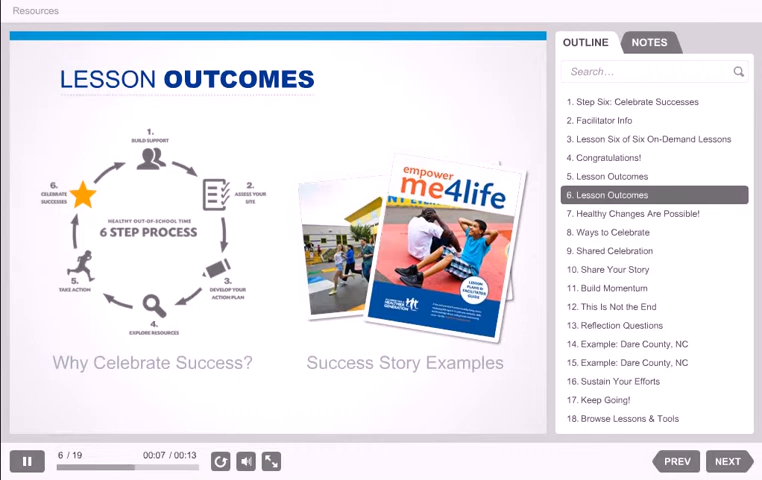 Resources
LESSON OUTCOMES
1.
BUILD SUPPORT
2.
ASSESS YOUR
SITE
3.
DEVELOP YOUR
ACTION PLAN
4.
EXPLORE RESOURCES
5.
TAKE ACTION
6.
CELEBRATE
SUCCESSES
HEALTHY OUT-OF-SCHOOL TIME
6 STEP PROCESS
empower
me4life
LESSON
PLANS &
FACILITATOR
GUIDE
HEALTHIER
GENERATION
Why Celebrate Success?
Success Story Examples
OUTLINE
NOTES
Search...
1. Step Six: Celebrate Successes
2. Facilitator Info
3. Lesson Six of Six On-Demand Lessons
4. Congratulations!
5. Lesson Outcomes
6. Lesson Outcomes
7. Healthy Changes Are Possible!
8. Ways to Celebrate
9. Shared Celebration
10. Share Your Story
11. Build Momentum
12. This Is Not the End
13. Reflection Questions
14. Example: Dare County, NC
15. Example: Dare County, NC
16. Sustain Your Efforts
17. Keep Going!
18. Browse Lessons & Tools
6 / 19
00:07 / 00:13
PREV
NEXT